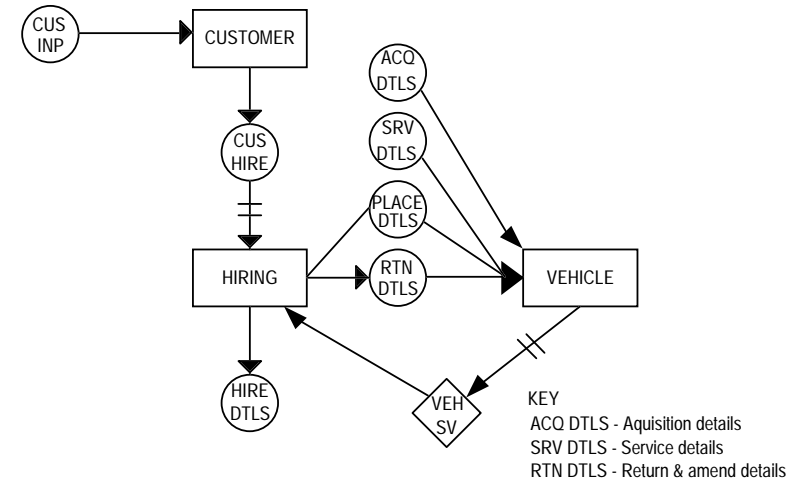 CUS
INP
CUSTOMER
ACQ
DTLS
CUS
HIRE
SRV
DTLS
PLACE
DTLS
HIRING
RTN
DTLS
VEHICLE
HIRE
DTLS
VEH
SV
KEY
ACQ DTLS - Aquisition details
SRV DTLS - Service details
RTN DTLS - Return & amend details